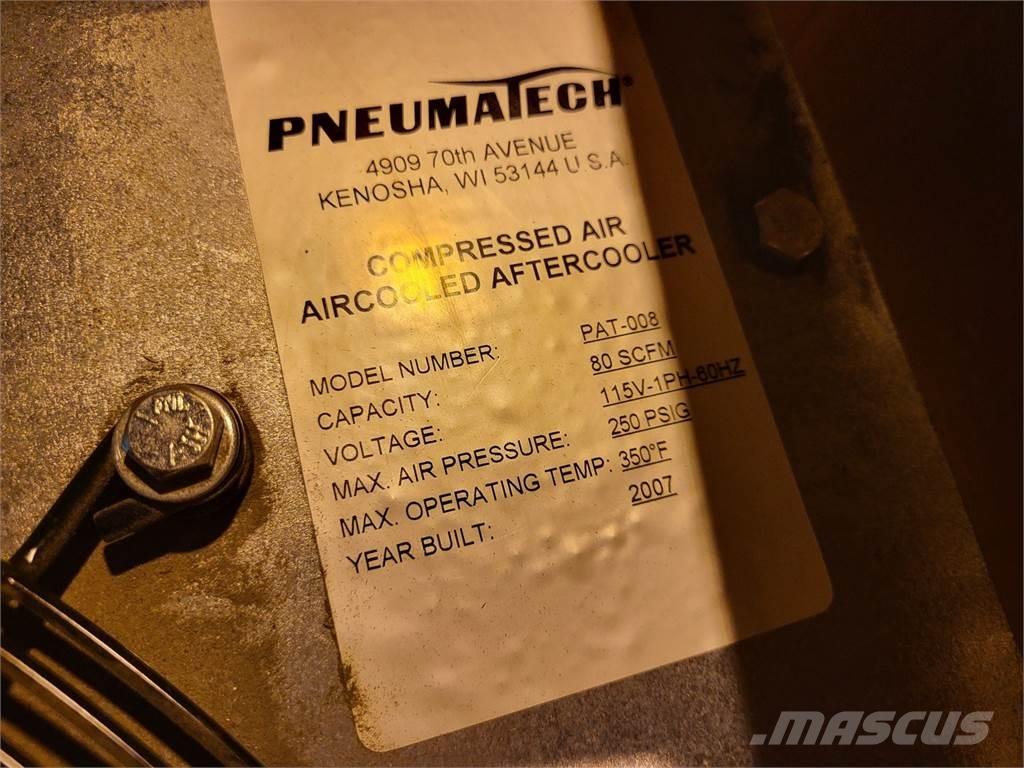 PNEUMATECH®
4909 70th AVENUE
KENOSHA, WI 53144 U.S.A.
COMPRESSED AIR
AIRCOOLED AFTERCOOLER
MODEL NUMBER: PAT-008
CAPACITY: 80 SCFM
VOLTAGE: 115V-1PH-60HZ
MAX. AIR PRESSURE: 250 PSIG
MAX. OPERATING TEMP: 350°F
YEAR BUILT: 2007
MASCUS